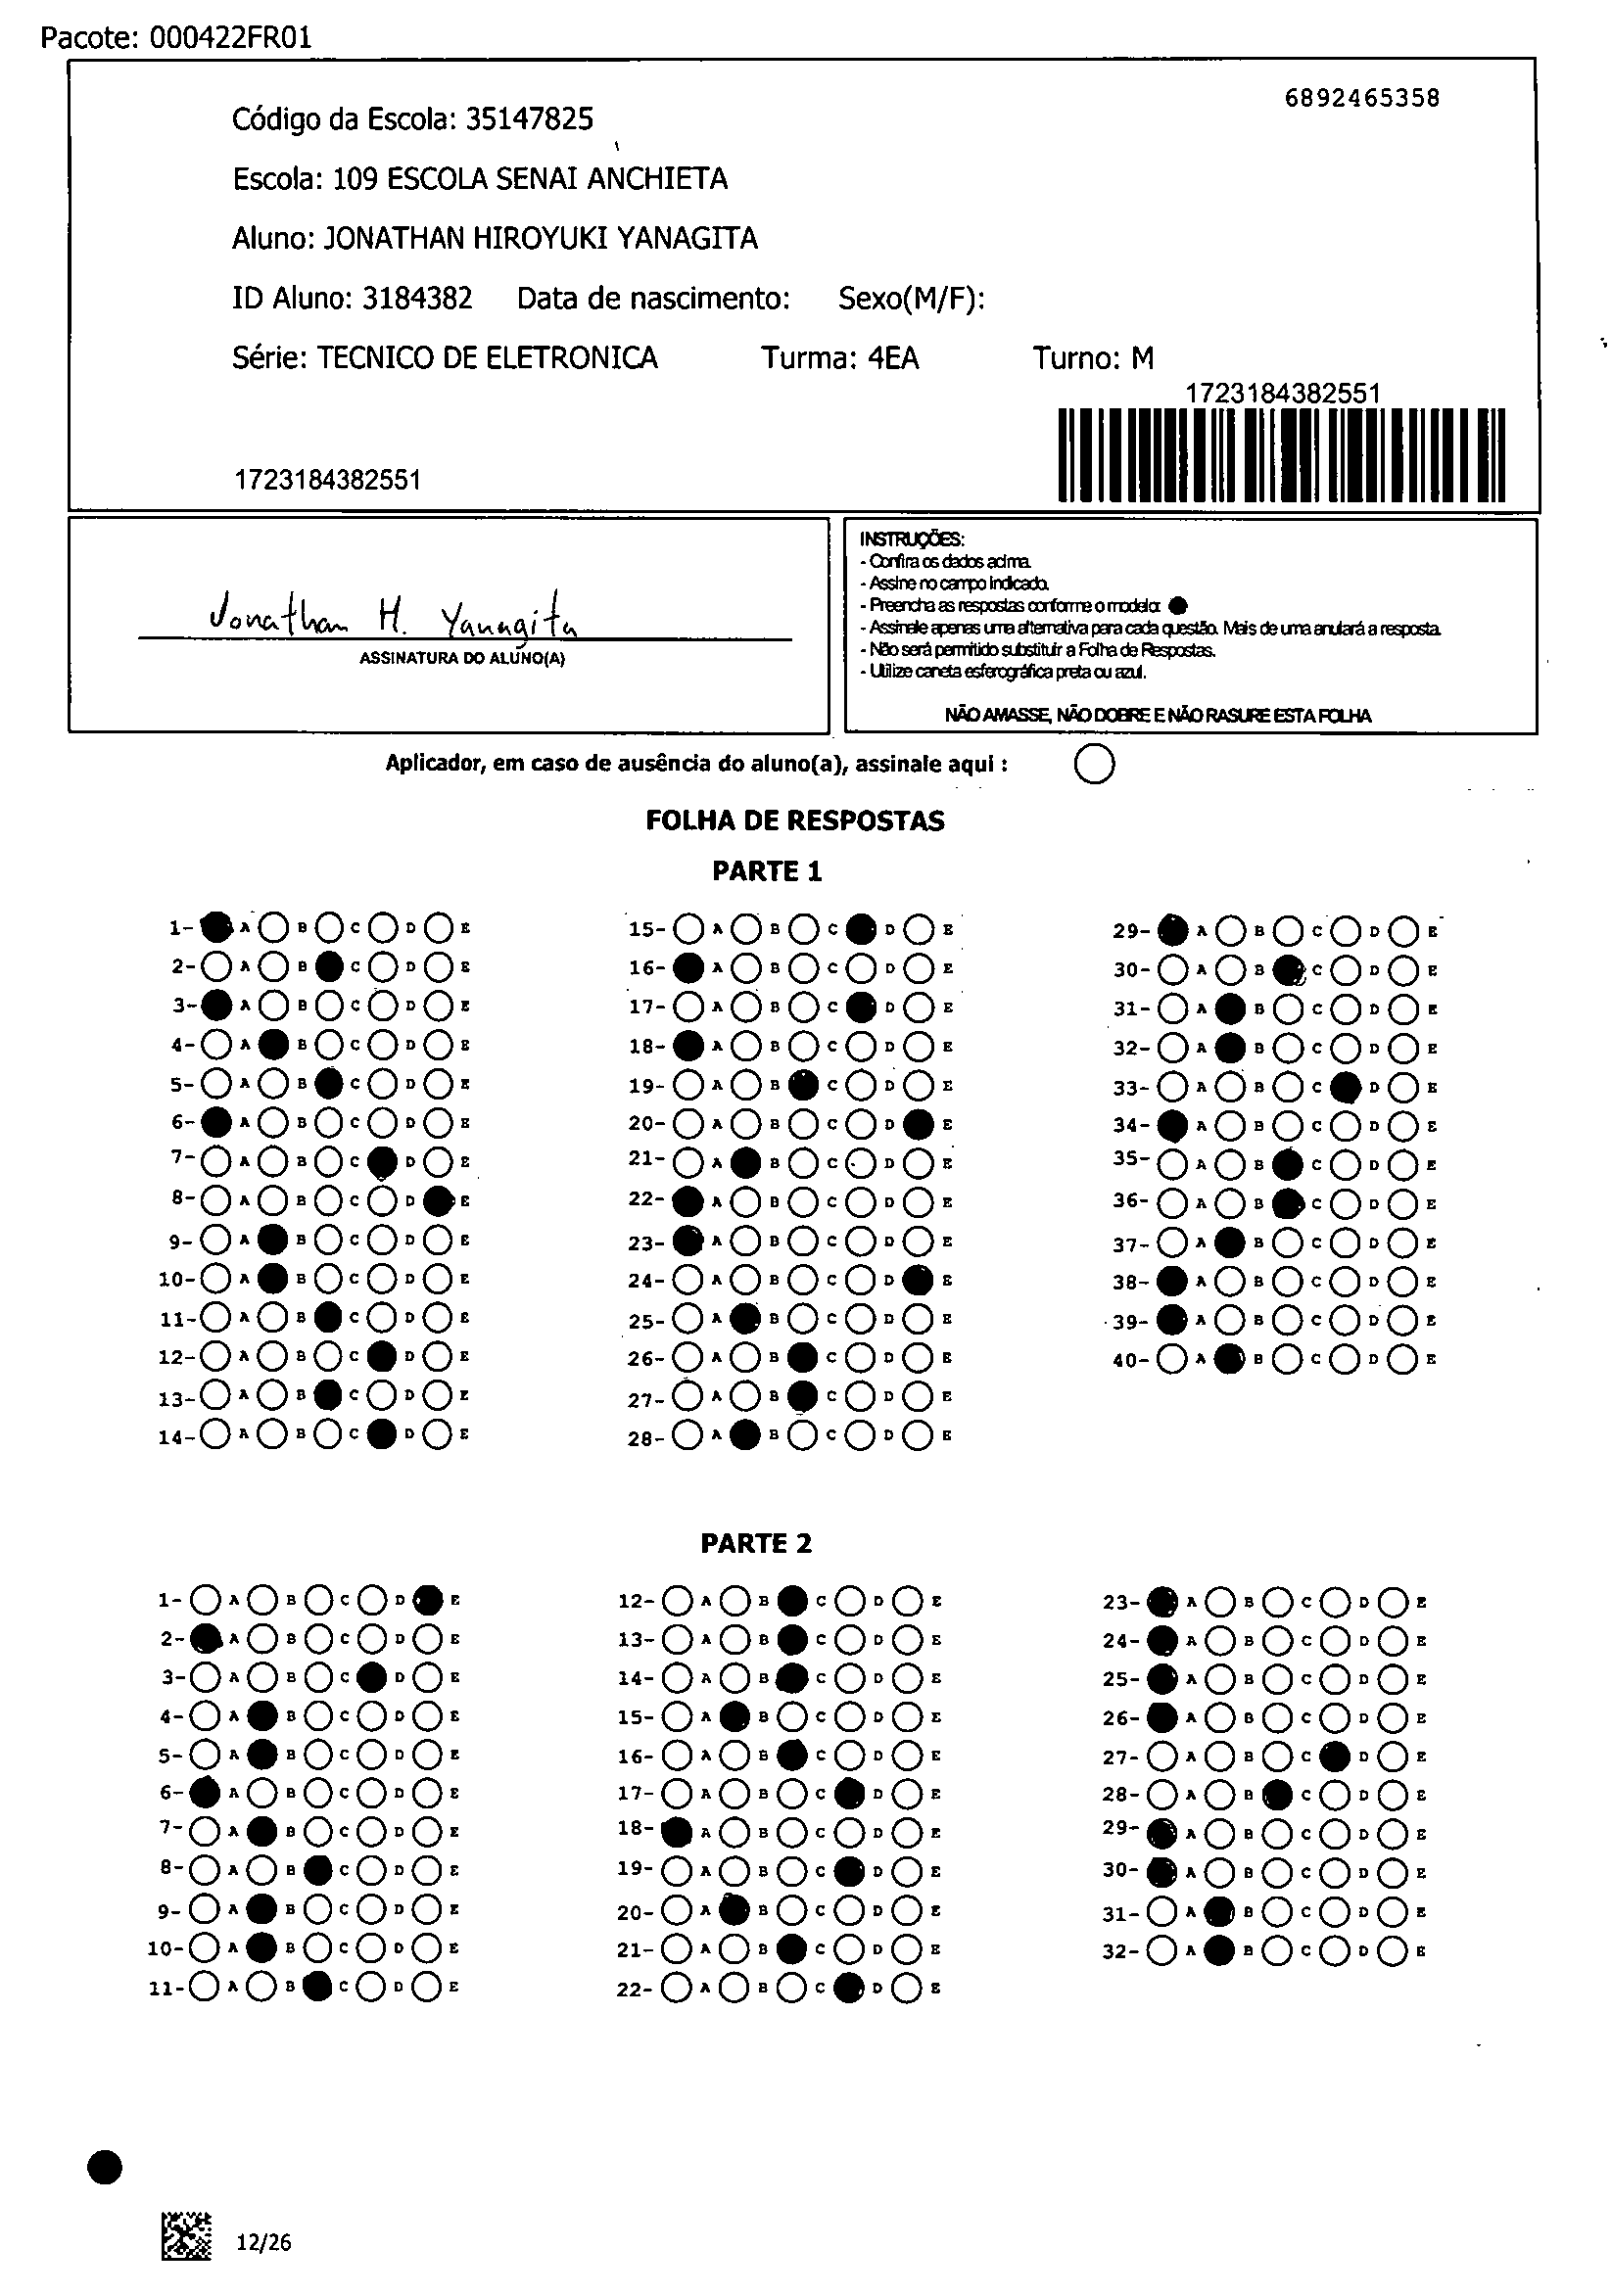 Pacote: 000422FR01
6892465358
Código da Escola: 35147825
Escola: 109 ESCOLA SENAI ANCHIETA
Aluno: JONATHAN HIROYUKI YANAGITA
ID Aluno: 3184382 Data de nascimento: Sexo(M/F):
Série: TECNICO DE ELETRONICA Turma: 4EA Turno: M
1723184382551
1723184382551
Jonathan H. Yanagita
ASSINATURA DO ALUNO(A)
INSTRUÇÕES:
- Confira os dados acima.
- Assine no campo indicado.
- Preencha as respostas conforme o modelo:
- Assinale apenas uma alternativa para cada questão. Mais de uma anulará a resposta.
- Não será permitido substituir a Folha de Respostas.
- Utilize caneta esferográfica preta ou azul.
NÃO AMASSE, NÃO DOBRE E NÃO RASURE ESTA FOLHA
Aplicador, em caso de ausência do aluno(a), assinale aqui :
FOLHA DE RESPOSTAS
PARTE 1
1- A B C D E 15- A B C D E 29- A B C D E
2- A B C D E 16- A B C D E 30- A B C D E
3- A B C D E 17- A B C D E 31- A B C D E
4- A B C D E 18- A B C D E 32- A B C D E
5- A B C D E 19- A B C D E 33- A B C D E
6- A B C D E 20- A B C D E 34- A B C D E
7- A B C D E 21- A B C D E 35- A B C D E
8- A B C D E 22- A B C D E 36- A B C D E
9- A B C D E 23- A B C D E 37- A B C D E
10- A B C D E 24- A B C D E 38- A B C D E
11- A B C D E 25- A B C D E 39- A B C D E
12- A B C D E 26- A B C D E 40- A B C D E
13- A B C D E 27- A B C D E
14- A B C D E 28- A B C D E
PARTE 2
1- A B C D E 12- A B C D E 23- A B C D E
2- A B C D E 13- A B C D E 24- A B C D E
3- A B C D E 14- A B C D E 25- A B C D E
4- A B C D E 15- A B C D E 26- A B C D E
5- A B C D E 16- A B C D E 27- A B C D E
6- A B C D E 17- A B C D E 28- A B C D E
7- A B C D E 18- A B C D E 29- A B C D E
8- A B C D E 19- A B C D E 30- A B C D E
9- A B C D E 20- A B C D E 31- A B C D E
10- A B C D E 21- A B C D E 32- A B C D E
11- A B C D E 22- A B C D E
12/26